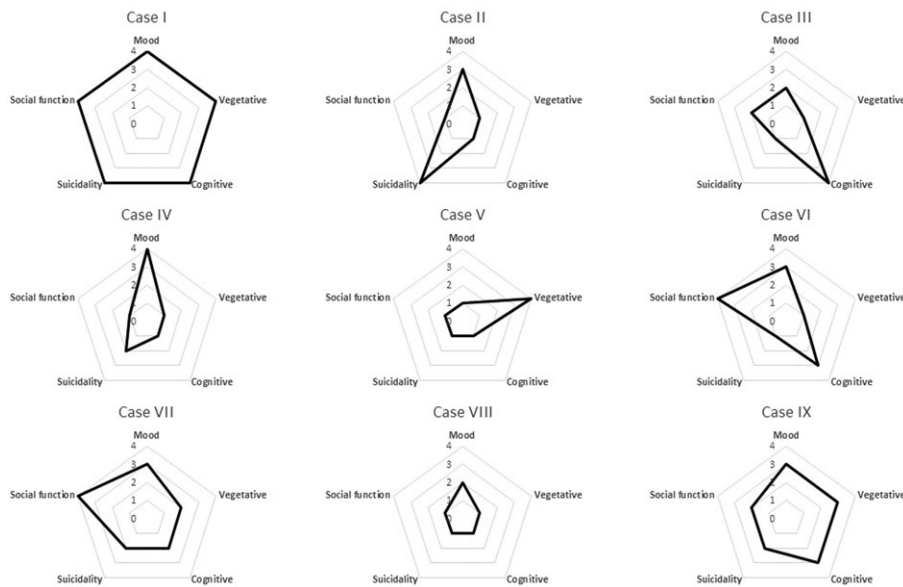 Case I
Mood
4
3
2
1
0
Social function
Vegetative
Suicidality
Cognitive
Case II
Mood
4
3
2
1
0
Social function
Vegetative
Suicidality
Cognitive
Case III
Mood
4
3
2
1
0
Social function
Vegetative
Suicidality
Cognitive
Case IV
Mood
4
3
2
1
0
Social function
Vegetative
Suicidality
Cognitive
Case V
Mood
4
3
2
1
0
Social function
Vegetative
Suicidality
Cognitive
Case VI
Mood
4
3
2
1
0
Social function
Vegetative
Suicidality
Cognitive
Case VII
Mood
4
3
2
1
0
Social function
Vegetative
Suicidality
Cognitive
Case VIII
Mood
4
3
2
1
0
Social function
Vegetative
Suicidality
Cognitive
Case IX
Mood
4
3
2
1
0
Social function
Vegetative
Suicidality
Cognitive